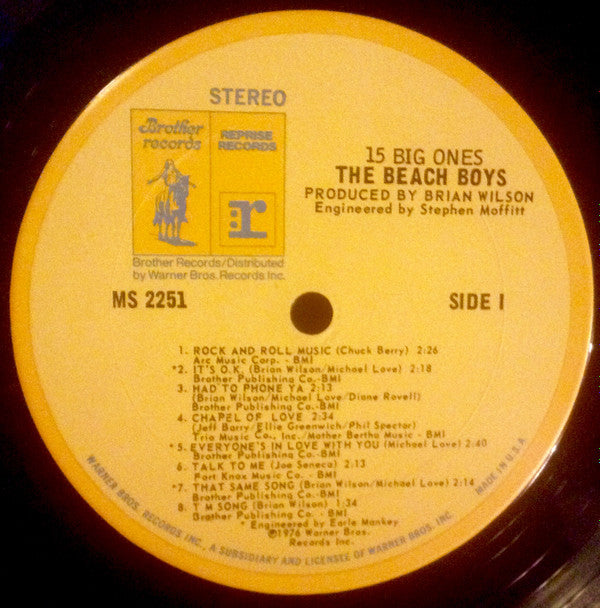 STEREO
Brother
records
REPRISE
RECORDS
r
Brother Records/Distributed
by Warner Bros. Records Inc.
15 BIG ONES
THE BEACH BOYS
PRODUCED BY BRIAN WILSON
Engineered by Stephen Moffitt
MS 2251
SIDE I
1. ROCK AND ROLL MUSIC (Chuck Berry) 2:26
Arc Music Corp. - BMI
*2. IT'S O.K. (Brian Wilson/Michael Love) 2:18
Brother Publishing Co.-BMI
3. HAD TO PHONE YA 2:13
(Brian Wilson/Michael Love/Diane Rovell)
Brother Publishing Co.-BMI
4. CHAPEL OF LOVE 2:34
(Jeff Barry/Ellie Greenwich/Phil Spector)
Trio Music Co., Inc./Mother Bertha Music - BMI
*5. EVERYONE'S IN LOVE WITH YOU (Michael Love) 2:40
Brother Publishing Co.-BMI
6. TALK TO ME (Joe Seneca) 2:13
Fort Knox Music Co. - BMI
*7. THAT SAME SONG (Brian Wilson/Michael Love) 2:14
Brother Publishing Co. - BMI
8. T M SONG (Brian Wilson) 1:34
Brother Publishing Co. - BMI
* Engineered by Earle Mankey
©1976 Warner Bros.
Records Inc.
WARNER BROS. RECORDS INC., A SUBSIDIARY AND LICENSEE OF WARNER BROS. INC.
MADE IN U.S.A.